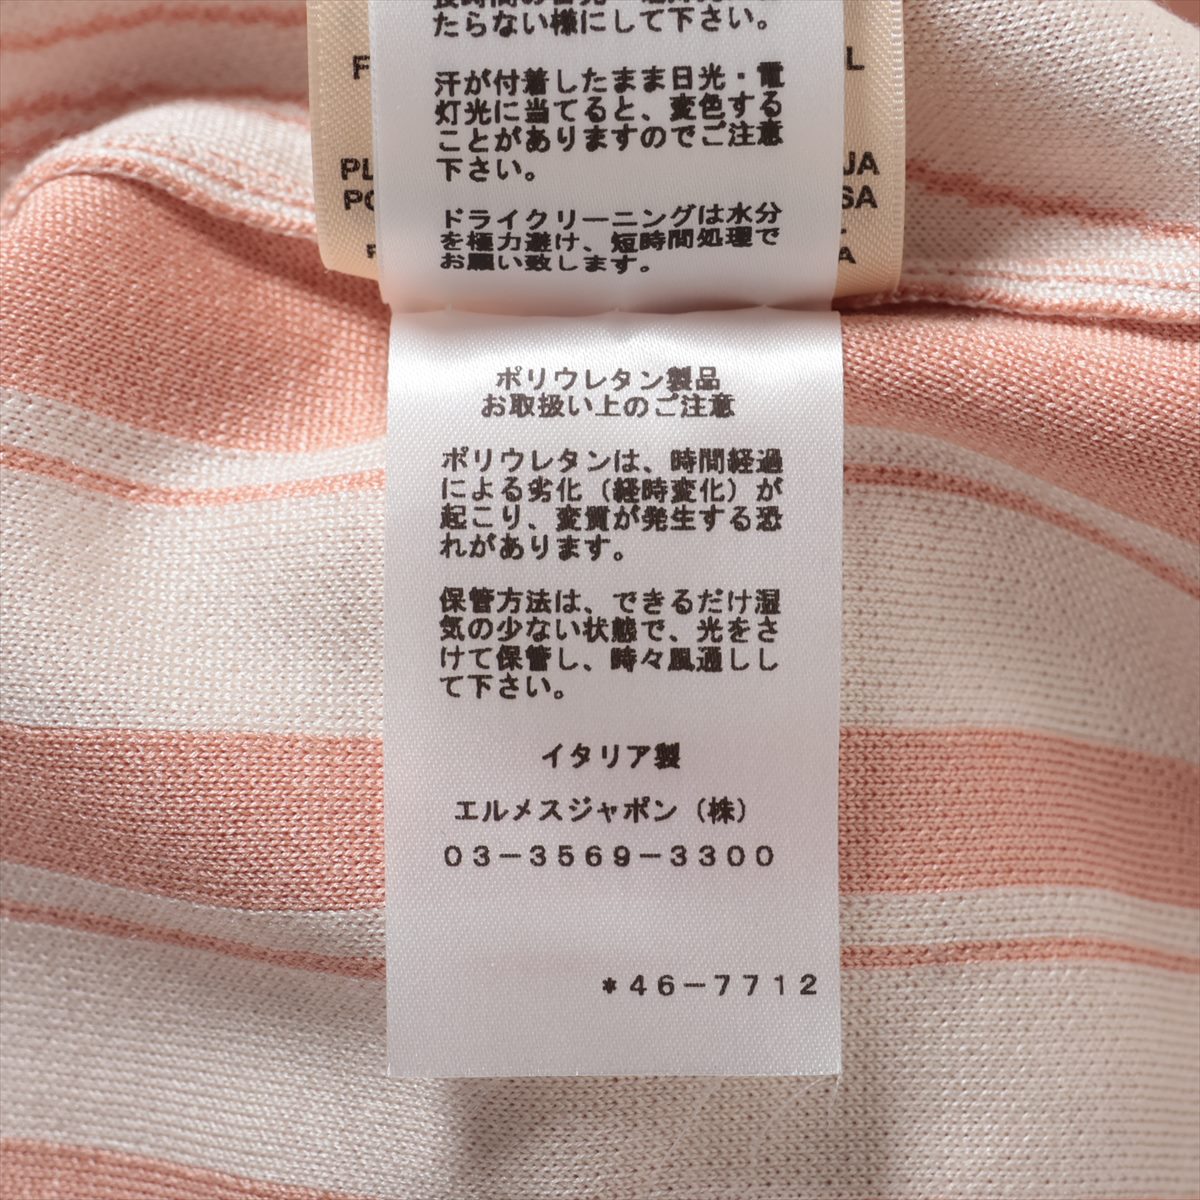 たらない様にして下さい。
汗が付着したまま日光・電
灯光に当てると、変色する
ことがありますのでご注意
下さい。
ドライクリーニングは水分
を極力避け、短時間処理で
お願い致します。
ポリウレタン製品
お取扱い上のご注意
ポリウレタンは、時間経過
による劣化（経時変化）が
起こり、変質が発生する恐
れがあります。
保管方法は、できるだけ湿
気の少ない状態で、光をさ
けて保管し、時々風通しし
て下さい。
イタリア製
エルメスジャポン（株）
03-3569-3300
*46-7712